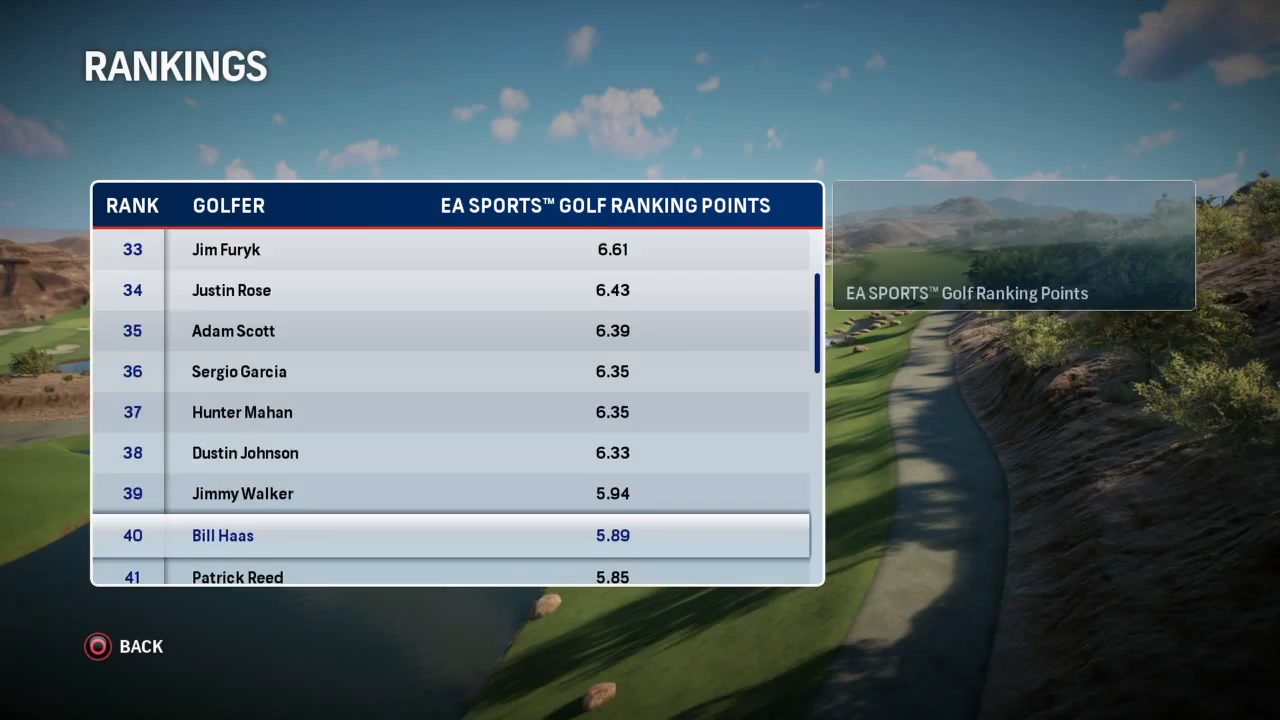 RANKINGS
RANK GOLFER EA SPORTS™ GOLF RANKING POINTS
33 Jim Furyk 6.61
34 Justin Rose 6.43
35 Adam Scott 6.39
36 Sergio Garcia 6.35
37 Hunter Mahan 6.35
38 Dustin Johnson 6.33
39 Jimmy Walker 5.94
40 Bill Haas 5.89
41 Patrick Reed 5.85
EA SPORTS™ Golf Ranking Points
BACK